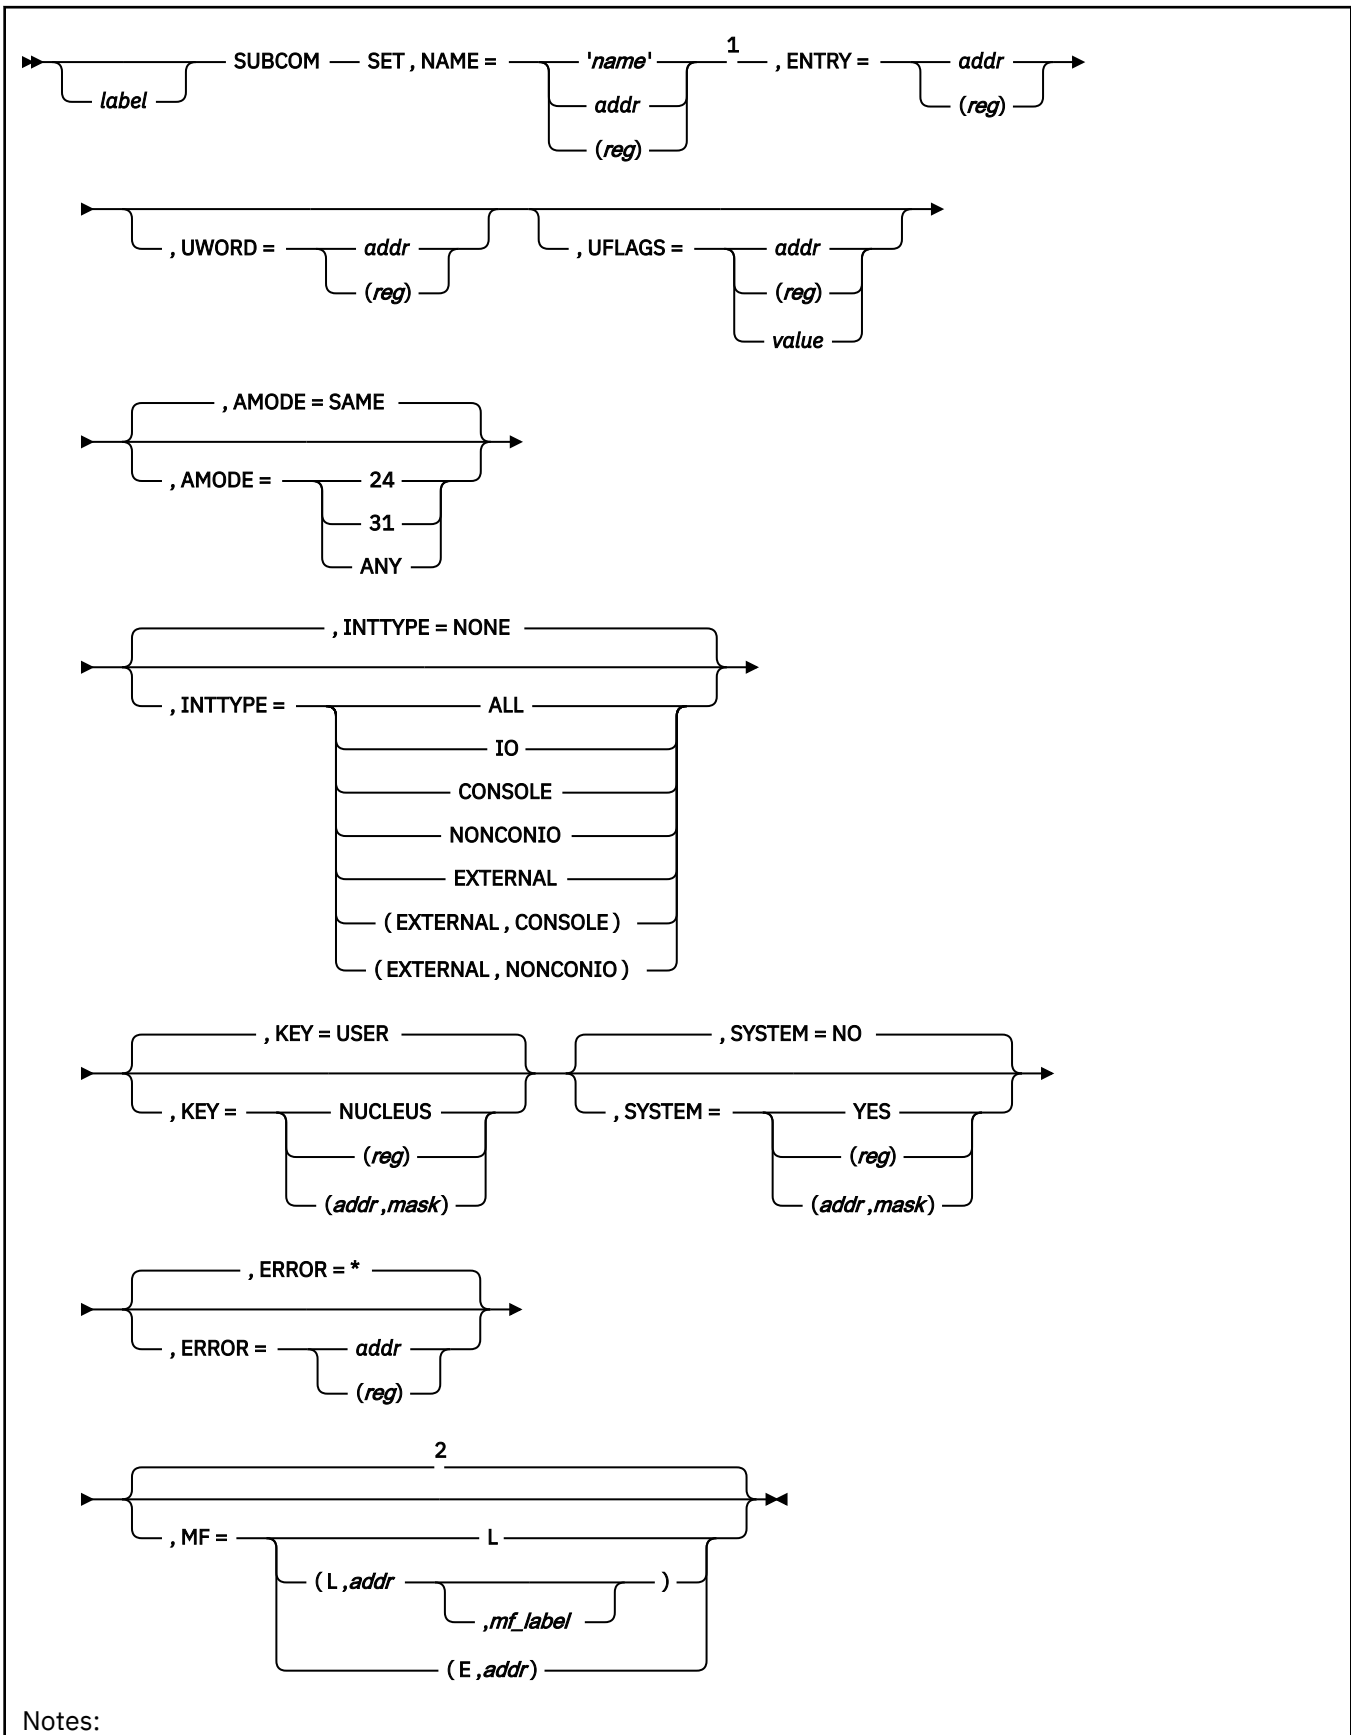 1
SUBCOM SET , NAME = 'name' , ENTRY = addr
label addr (reg)
(reg)
, UWORD = addr , UFLAGS = addr
(reg) (reg)
value
, AMODE = SAME
, AMODE = 24
31
ANY
, INTTYPE = NONE
, INTTYPE = ALL
IO
CONSOLE
NONCONIO
EXTERNAL
( EXTERNAL , CONSOLE )
( EXTERNAL , NONCONIO )
, KEY = USER , SYSTEM = NO
, KEY = NUCLEUS , SYSTEM = YES
(reg) (reg)
(addr ,mask) (addr ,mask)
, ERROR = *
, ERROR = addr
(reg)
2
, MF = L
( L ,addr )
,mf_label
( E ,addr )
Notes: